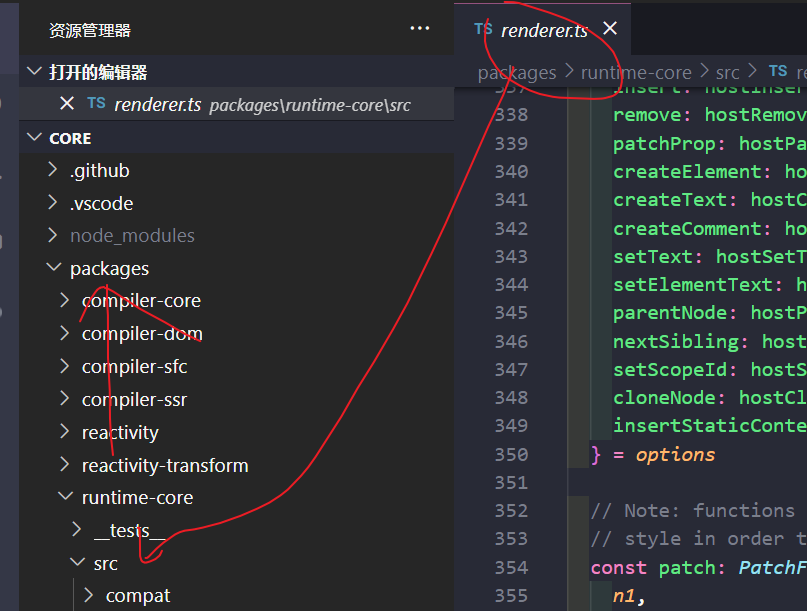 资源管理器 ···
打开的编辑器
TS renderer.ts packages\runtime-core\src
CORE
.github
.vscode
node_modules
packages
compiler-core
compiler-dom
compiler-sfc
compiler-ssr
reactivity
reactivity-transform
runtime-core
__tests__
src
compat
TS renderer.ts
packages > runtime-core > src > TS re
337 insert: hostInser
338 remove: hostRemov
339 patchProp: hostPa
340 createElement: ho
341 createText: hostC
342 createComment: ho
343 setText: hostSetT
344 setElementText: h
345 parentNode: hostP
346 nextSibling: host
347 setScopeId: hostS
348 cloneNode: hostCl
349 insertStaticConte
350 } = options
351
352 // Note: functions
353 // style in order t
354 const patch: PatchF
355 n1,